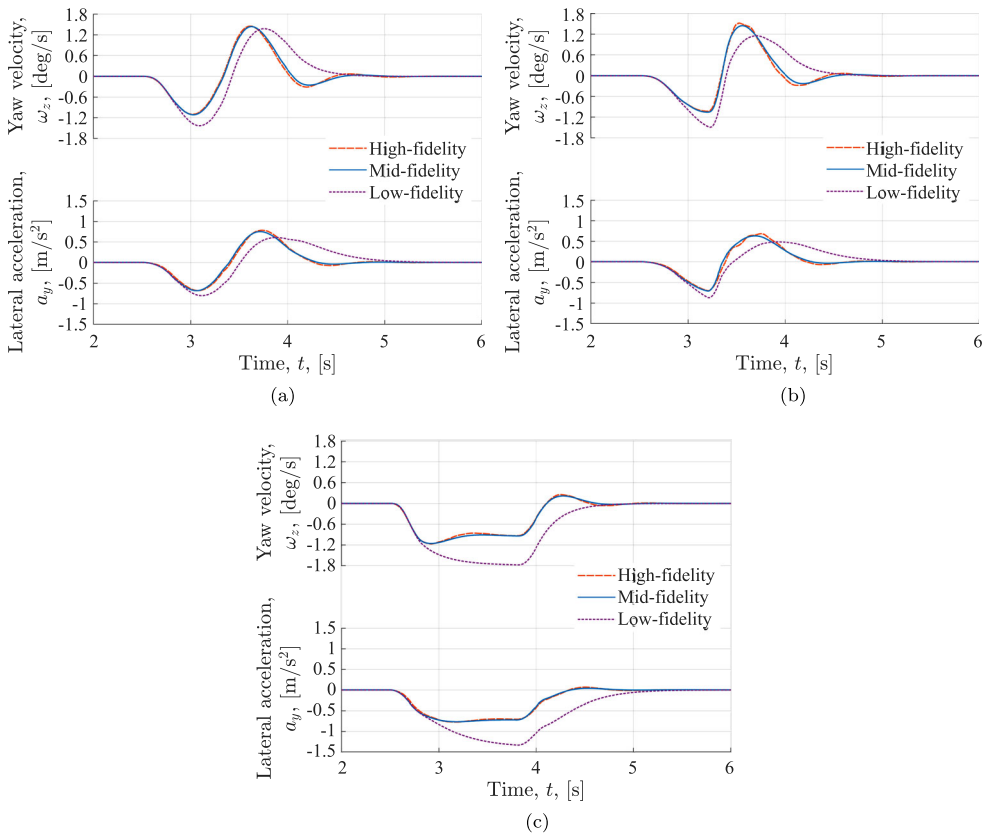 Yaw velocity,
ω_z, [deg/s]
1.8
1.2
0.6
0
-0.6
-1.2
-1.8
High-fidelity
Mid-fidelity
Low-fidelity
Lateral acceleration,
a_y, [m/s²]
1.5
1
0.5
0
-0.5
-1
-1.5
2 3 4 5 6
Time, t, [s]
(a)
Yaw velocity,
ω_z, [deg/s]
1.8
1.2
0.6
0
-0.6
-1.2
-1.8
High-fidelity
Mid-fidelity
Low-fidelity
Lateral acceleration,
a_y, [m/s²]
1.5
1
0.5
0
-0.5
-1
-1.5
2 3 4 5 6
Time, t, [s]
(b)
Yaw velocity,
ω_z, [deg/s]
1.8
1.2
0.6
0
-0.6
-1.2
-1.8
High-fidelity
Mid-fidelity
Low-fidelity
Lateral acceleration,
a_y, [m/s²]
1.5
1
0.5
0
-0.5
-1
-1.5
2 3 4 5 6
Time, t, [s]
(c)